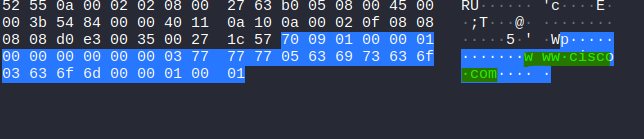 52 55 0a 00 02 02 08 00 27 63 b0 05 08 00 45 00 RU······ 'c····E·
00 3b 54 84 00 00 40 11 0a 10 0a 00 02 0f 08 08 ·;T···@· ········
08 08 d0 e3 00 35 00 27 1c 57 70 09 01 00 00 01 ·····5·' ·Wp·····
00 00 00 00 00 00 03 77 77 77 05 63 69 73 63 6f ·······w ww·cisco
03 63 6f 6d 00 00 01 00 01 ·com···· ·